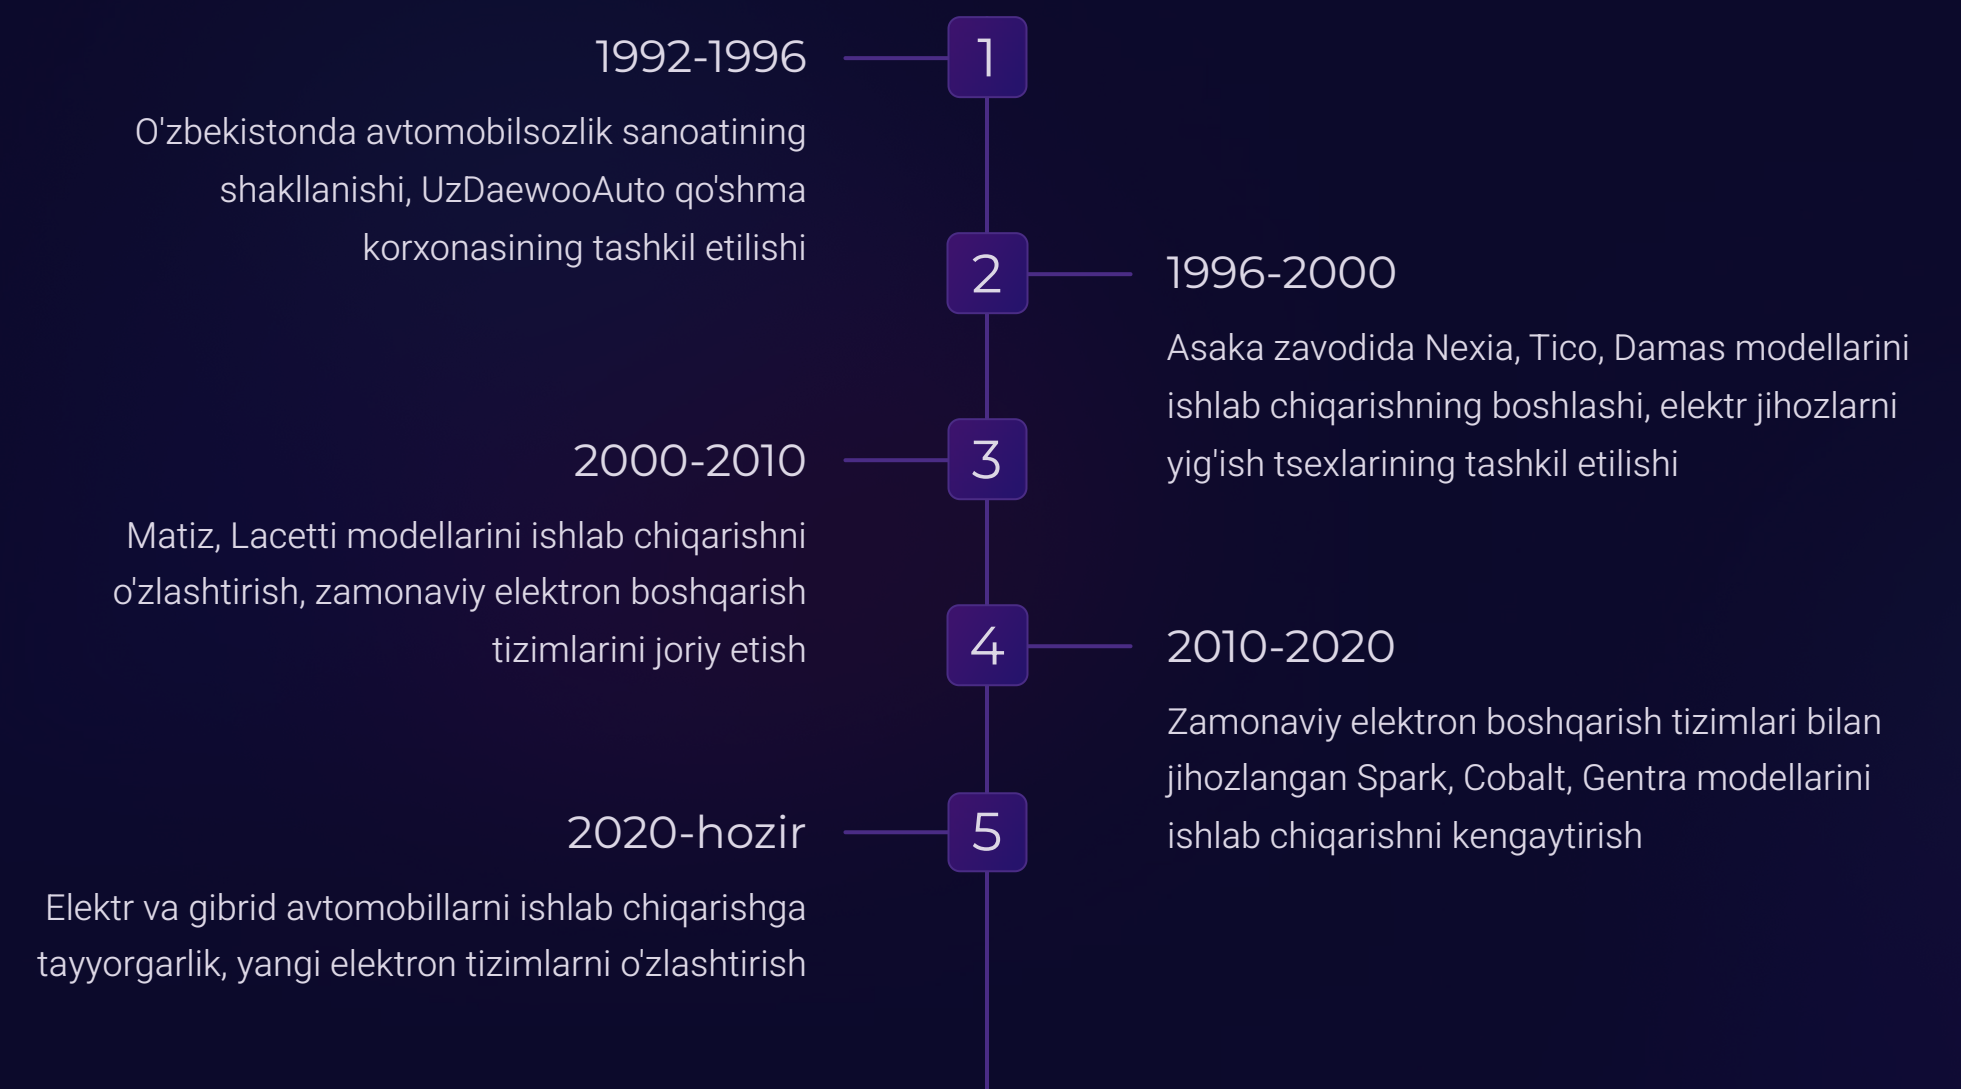 1
1992-1996
O'zbekistonda avtomobilsozlik sanoatining
shakllanishi, UzDaewooAuto qo'shma
korxonasining tashkil etilishi
2
1996-2000
Asaka zavodida Nexia, Tico, Damas modellarini
ishlab chiqarishning boshlashi, elektr jihozlarni
yig'ish tsexlarining tashkil etilishi
3
2000-2010
Matiz, Lacetti modellarini ishlab chiqarishni
o'zlashtirish, zamonaviy elektron boshqarish
tizimlarini joriy etish
4
2010-2020
Zamonaviy elektron boshqarish tizimlari bilan
jihozlangan Spark, Cobalt, Gentra modellarini
ishlab chiqarishni kengaytirish
5
2020-hozir
Elektr va gibrid avtomobillarni ishlab chiqarishga
tayyorgarlik, yangi elektron tizimlarni o'zlashtirish